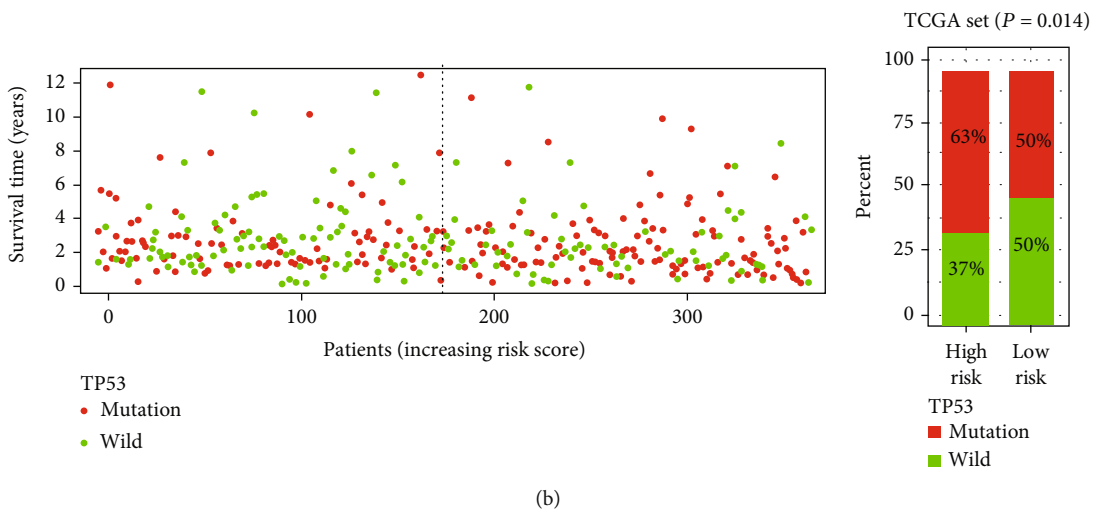 TCGA set (P = 0.014)
Survival time (years)
12
10
8
6
4
2
0
0 100 200 300
Patients (increasing risk score)
TP53
Mutation
Wild
Percent
100
75
50
25
0
63% 50%
37% 50%
High risk
Low risk
TP53
Mutation
Wild
(b)